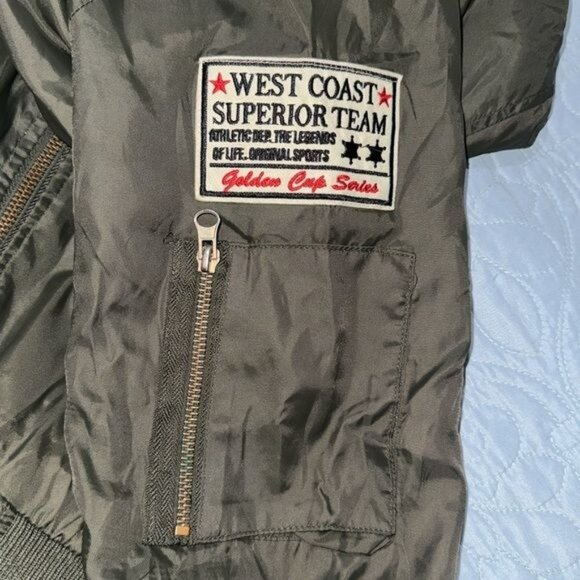 WEST COAST
SUPERIOR TEAM
ATHLETIC DEP. THE LEGENDS
OF LIFE. ORIGINAL SPORTS
Golden Cup Series